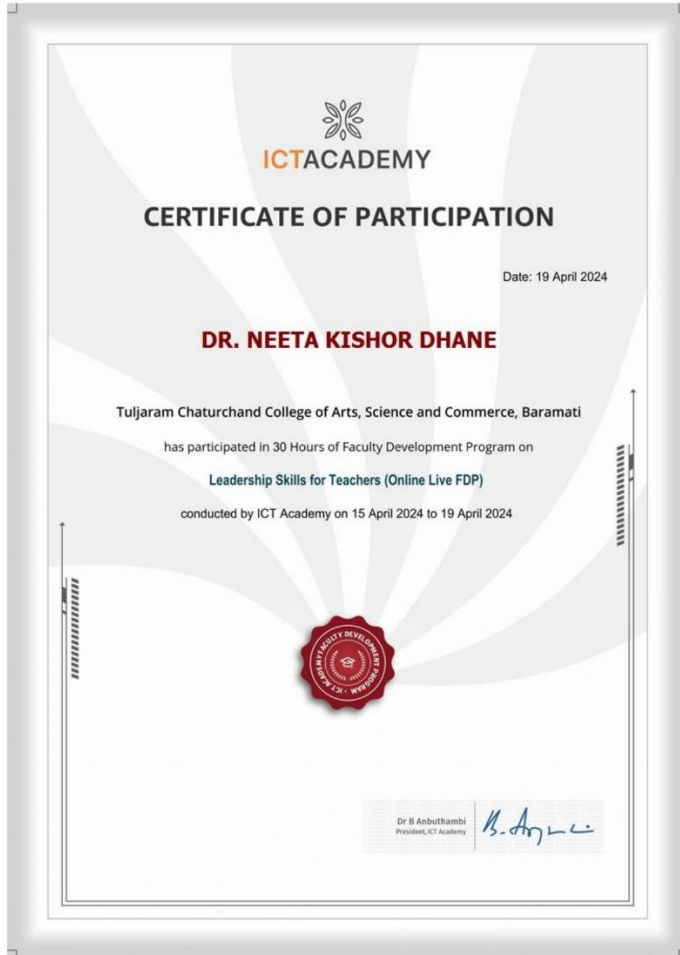 ICTACADEMY
CERTIFICATE OF PARTICIPATION
Date: 19 April 2024
DR. NEETA KISHOR DHANE
Tuljaram Chaturchand College of Arts, Science and Commerce, Baramati
has participated in 30 Hours of Faculty Development Program on
Leadership Skills for Teachers (Online Live FDP)
conducted by ICT Academy on 15 April 2024 to 19 April 2024
ICT ACADEMY FACULTY DEVELOPMENT PROGRAM
Dr B Anbuthambi
President, ICT Academy